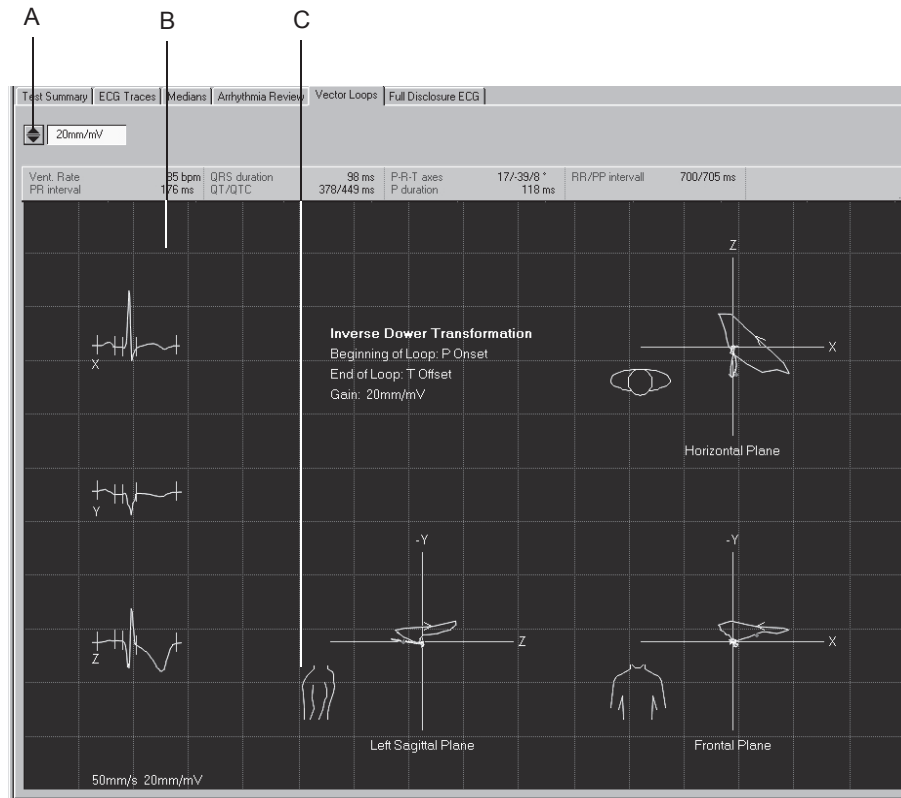 A B C
Test Summary ECG Traces Medians Arrhythmia Review Vector Loops Full Disclosure ECG
20mm/mV
Vent. Rate 85 bpm QRS duration 98 ms P-R-T axes 17/-39/8 ° RR/PP intervall 700/705 ms
PR interval 176 ms QT/QTC 378/449 ms P duration 118 ms
Z
Inverse Dower Transformation
Beginning of Loop: P Onset
End of Loop: T Offset
Gain: 20mm/mV
X
X
Horizontal Plane
Y
-Y
-Y
Z
Z
X
Left Sagittal Plane
Frontal Plane
50mm/s 20mm/mV